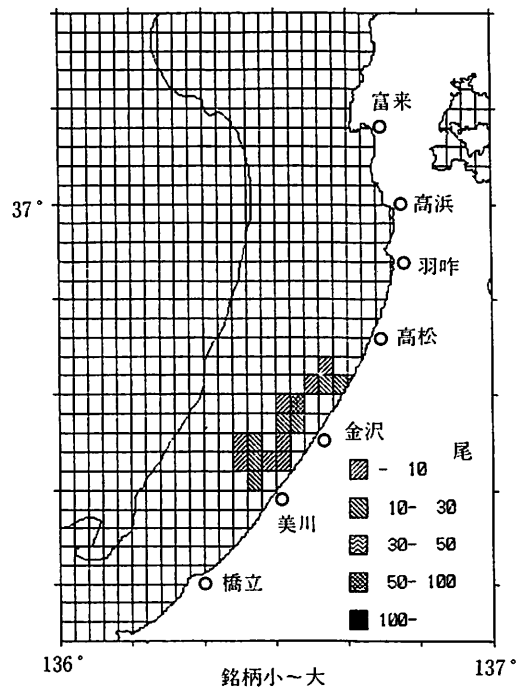 富来
37°
高浜
羽咋
高松
金沢
尾
- 10
美川
10- 30
30- 50
橋立
50-100
100-
136°
137°
銘柄小~大